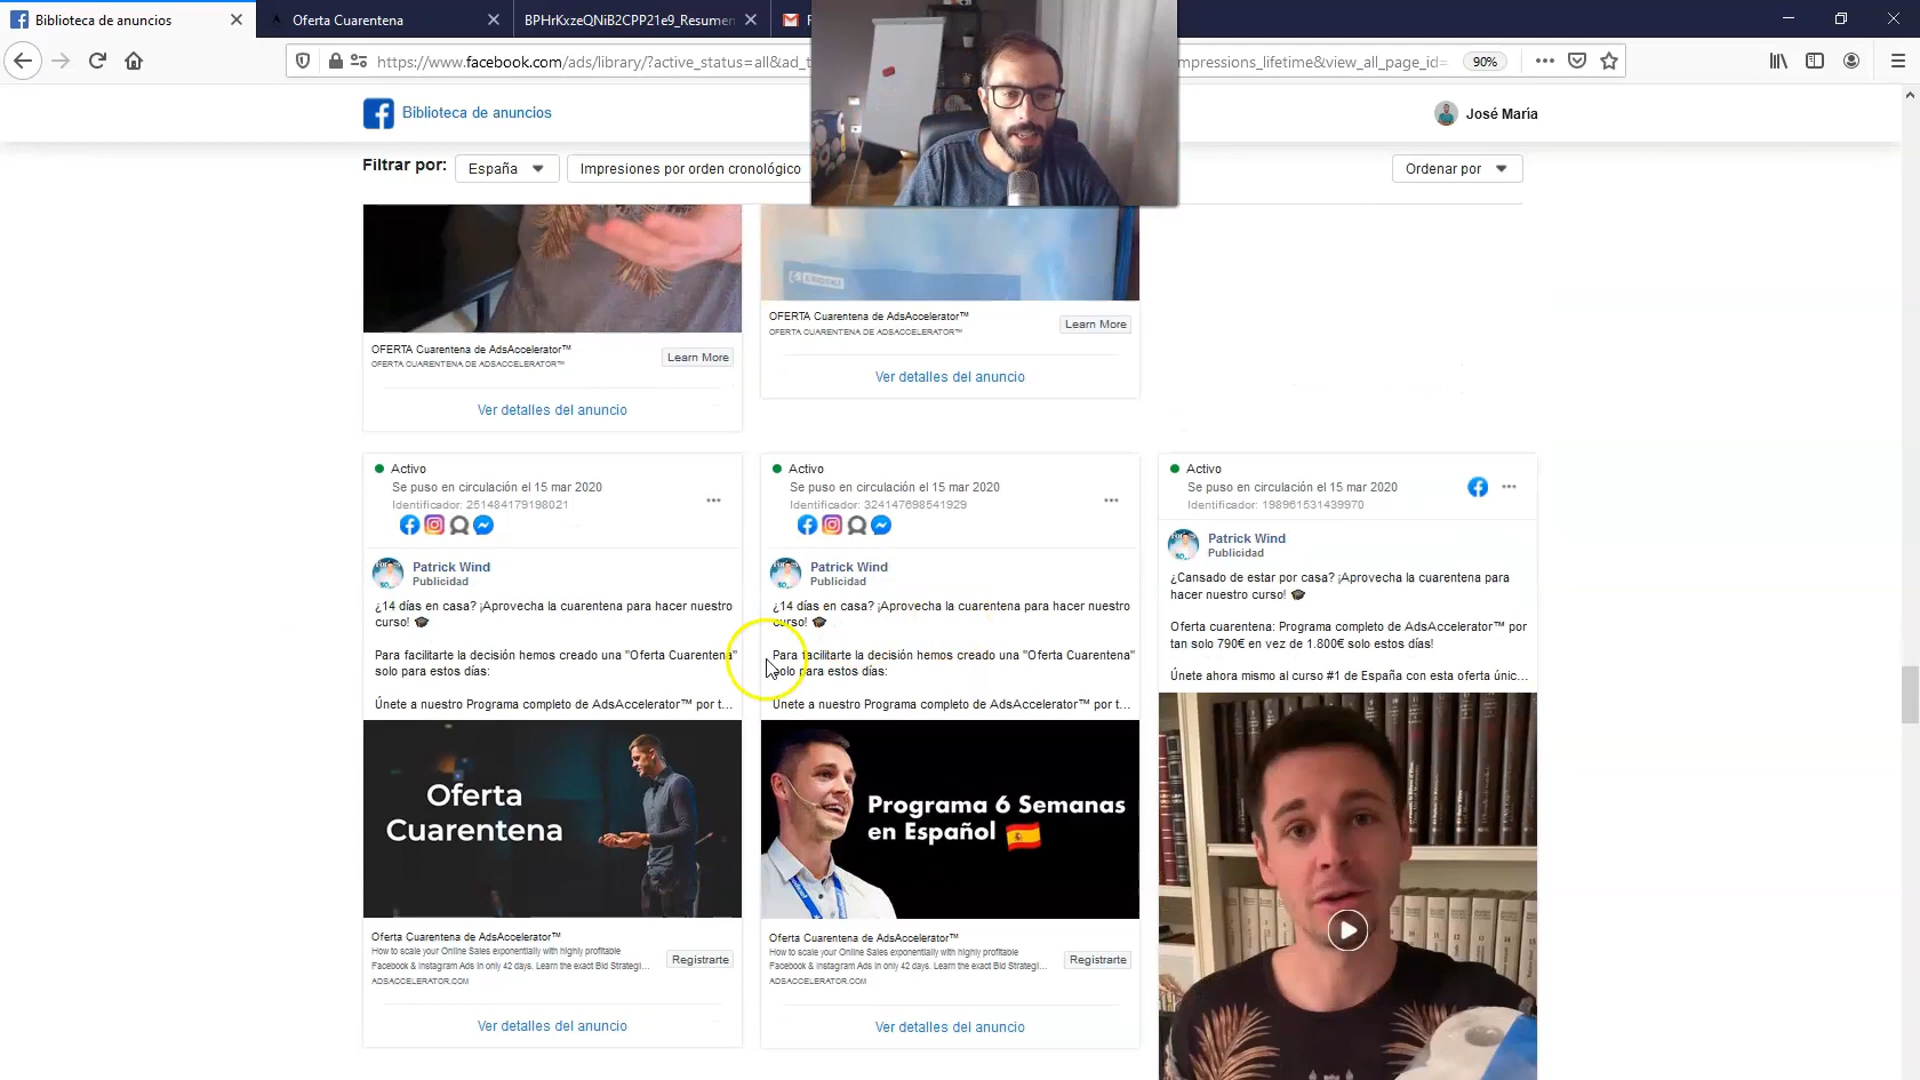 Biblioteca de anuncios
Oferta Cuarentena
BPHrKxzeQNiB2CPP21e9_Resumen
https://www.facebook.com/ads/library/?active_status=all&ad_t
mpressions_lifetime&view_all_page_id=
90%
Biblioteca de anuncios
José María
Filtrar por:
España
Impresiones por orden cronológico
Ordenar por
EROSKI
OFERTA Cuarentena de AdsAccelerator™
OFERTA CUARENTENA DE ADSACCELERATOR™
Learn More
Ver detalles del anuncio
OFERTA Cuarentena de AdsAccelerator™
OFERTA CUARENTENA DE ADSACCELERATOR™
Learn More
Ver detalles del anuncio
Activo
Se puso en circulación el 15 mar 2020
Identificador: 251484179198021
Patrick Wind
Publicidad
¿14 días en casa? ¡Aprovecha la cuarentena para hacer nuestro
curso! 🎓
Para facilitarte la decisión hemos creado una "Oferta Cuarentena"
solo para estos días:
Únete a nuestro Programa completo de AdsAccelerator™ por t...
Oferta
Cuarentena
Oferta Cuarentena de AdsAccelerator™
How to scale your Online Sales exponentially with highly profitable
Facebook & Instagram Ads in only 42 days. Learn the exact Bid Strategi...
ADSACCELERATOR.COM
Registrarte
Ver detalles del anuncio
Activo
Se puso en circulación el 15 mar 2020
Identificador: 324147698541929
Patrick Wind
Publicidad
¿14 días en casa? ¡Aprovecha la cuarentena para hacer nuestro
curso! 🎓
Para facilitarte la decisión hemos creado una "Oferta Cuarentena"
solo para estos días:
Únete a nuestro Programa completo de AdsAccelerator™ por t...
Programa 6 Semanas
en Español 🇪🇸
Oferta Cuarentena de AdsAccelerator™
How to scale your Online Sales exponentially with highly profitable
Facebook & Instagram Ads in only 42 days. Learn the exact Bid Strategi...
ADSACCELERATOR.COM
Registrarte
Ver detalles del anuncio
Activo
Se puso en circulación el 15 mar 2020
Identificador: 198961531439970
Patrick Wind
Publicidad
¿Cansado de estar por casa? ¡Aprovecha la cuarentena para
hacer nuestro curso! 🎓
Oferta cuarentena: Programa completo de AdsAccelerator™ por
tan solo 790€ en vez de 1.800€ solo estos días!
Únete ahora mismo al curso #1 de España con esta oferta únic...